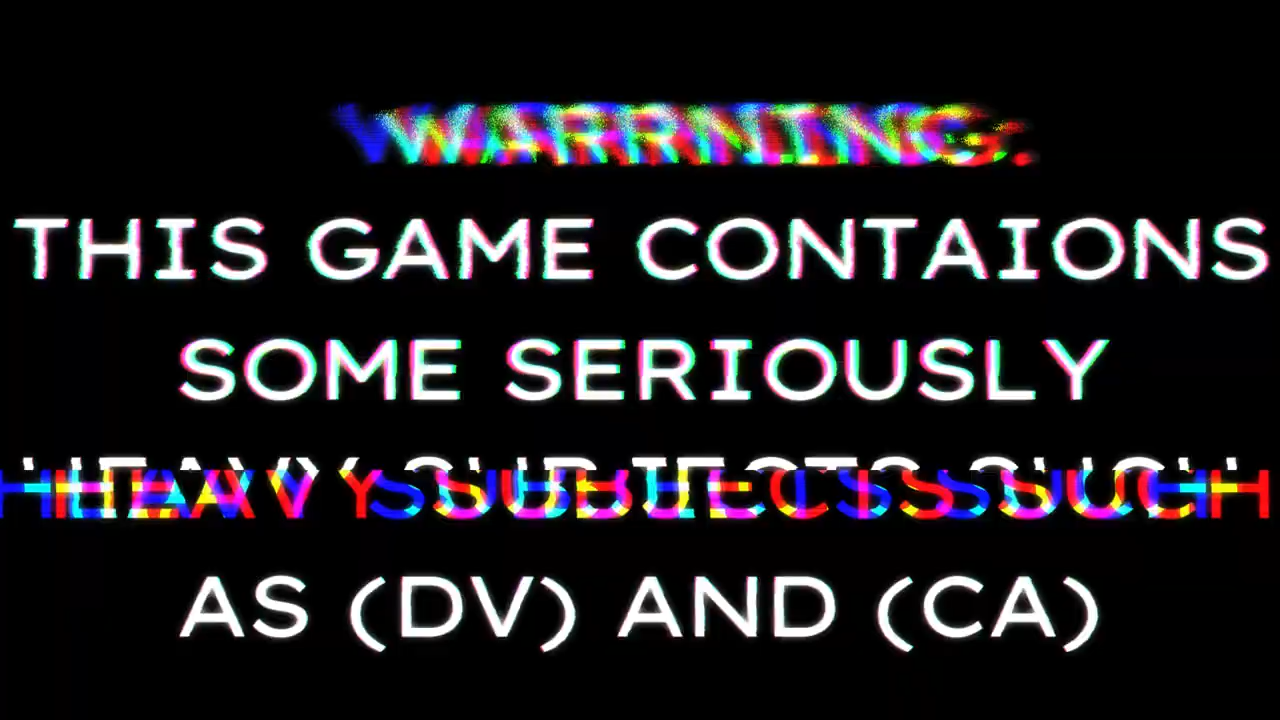 WARRNING:
THIS GAME CONTAIONS
SOME SERIOUSLY
HEAVY SUBJECTS SUCH
AS (DV) AND (CA)